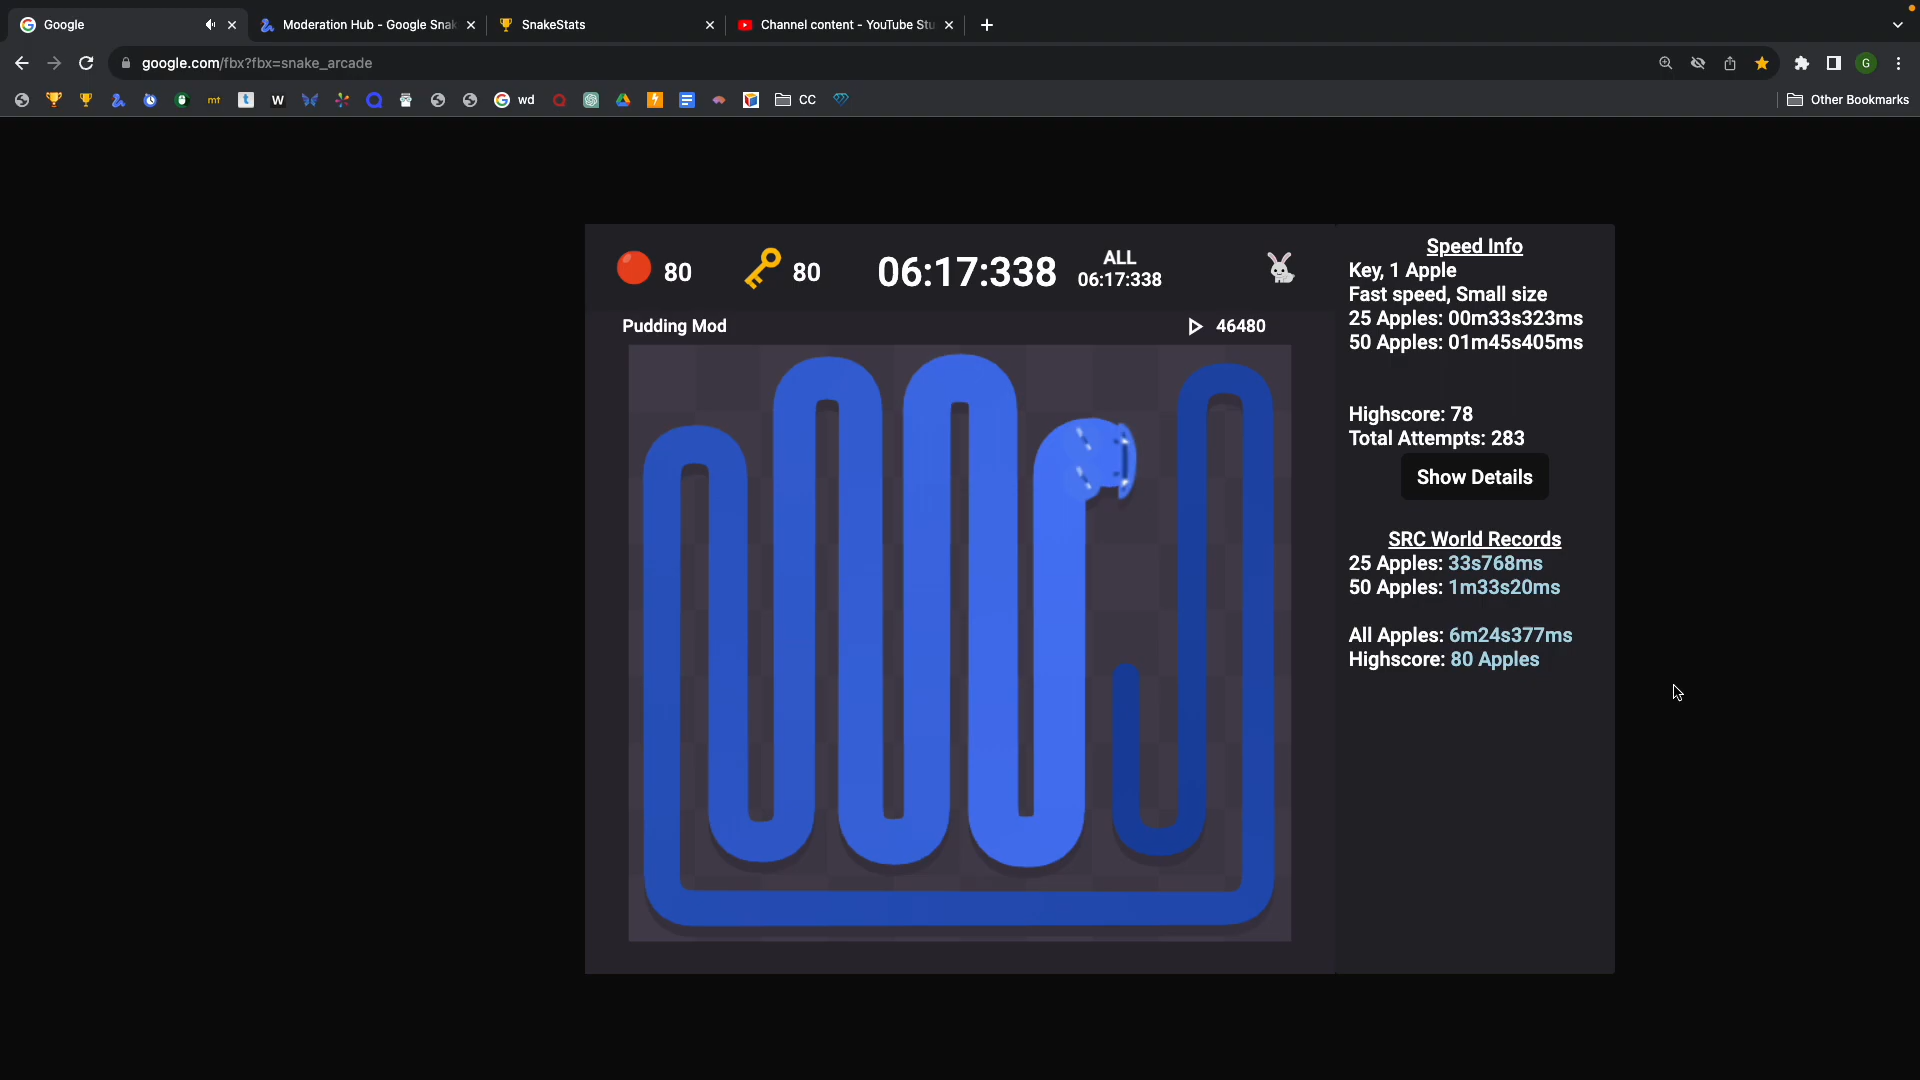 Google
Moderation Hub - Google Snak
SnakeStats
Channel content - YouTube Stu
google.com/fbx?fbx=snake_arcade
G
mt
t
W
wd
CC
Other Bookmarks
80
80
06:17:338
ALL
06:17:338
Pudding Mod
46480
Speed Info
Key, 1 Apple
Fast speed, Small size
25 Apples: 00m33s323ms
50 Apples: 01m45s405ms
Highscore: 78
Total Attempts: 283
Show Details
SRC World Records
25 Apples: 33s768ms
50 Apples: 1m33s20ms
All Apples: 6m24s377ms
Highscore: 80 Apples